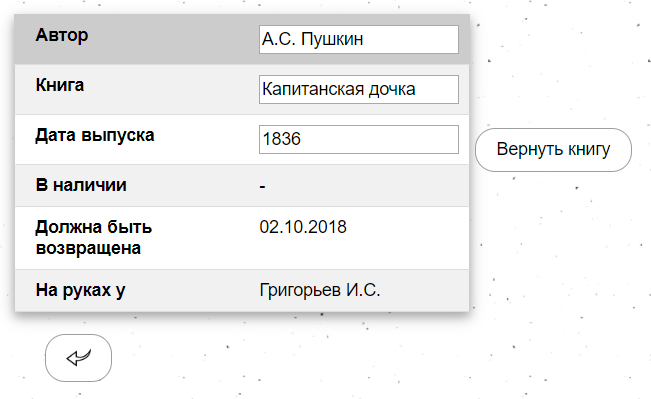 Автор А.С. Пушкин
Книга Капитанская дочка
Дата выпуска 1836
Вернуть книгу
В наличии -
Должна быть 02.10.2018
возвращена
На руках у Григорьев И.С.